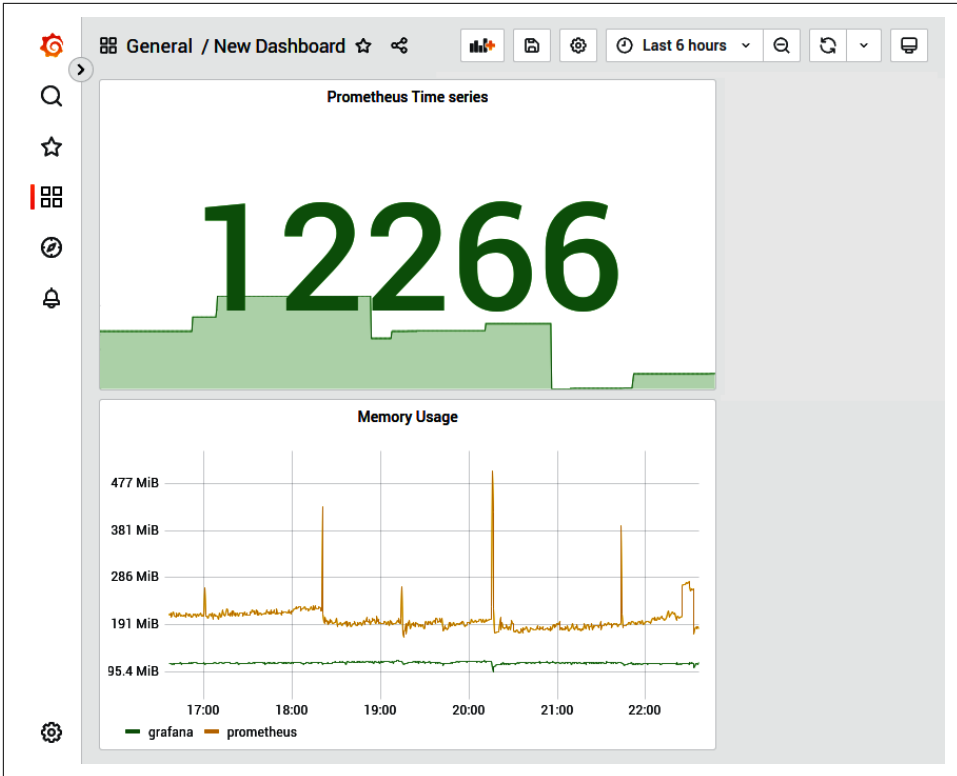 General / New Dashboard
Last 6 hours
Prometheus Time series
12266
Memory Usage
477 MiB
381 MiB
286 MiB
191 MiB
95.4 MiB
17:00 18:00 19:00 20:00 21:00 22:00
grafana prometheus